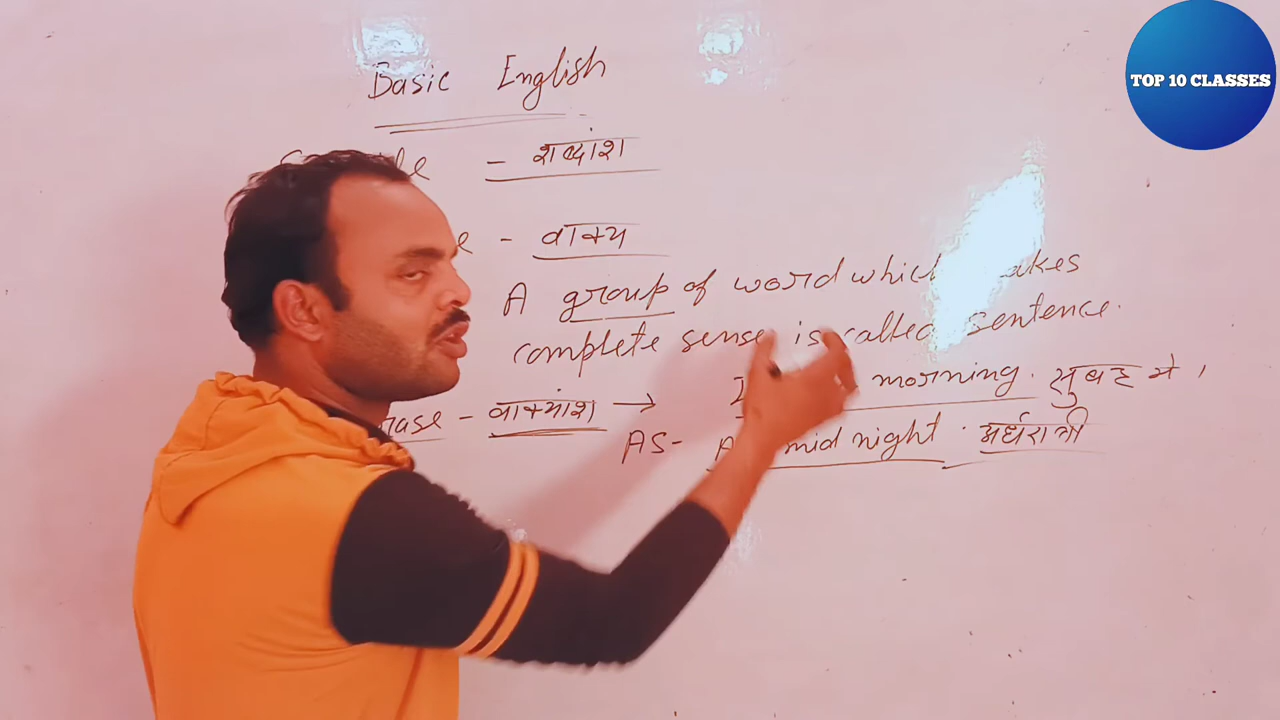 TOP 10 CLASSES
Basic English
- शब्दांश
- वाक्य
A group of word which
complete sense is called sentence.
morning. सुबह मे ।
- वाक्यांश →
AS- mid night. अर्धरात्री